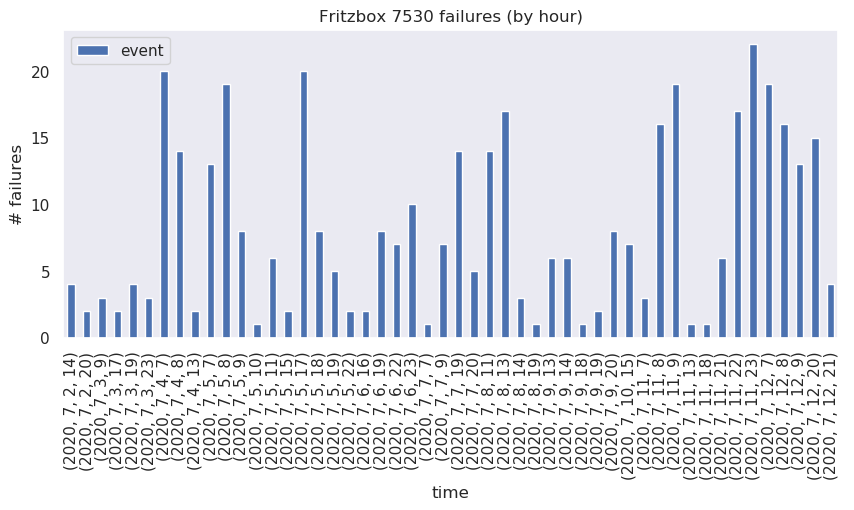 Fritzbox 7530 failures (by hour)
event
# failures
20
15
10
5
0
(2020, 7, 2, 14)
(2020, 7, 2, 20)
(2020, 7, 3, 9)
(2020, 7, 3, 17)
(2020, 7, 3, 19)
(2020, 7, 3, 23)
(2020, 7, 4, 7)
(2020, 7, 4, 8)
(2020, 7, 4, 13)
(2020, 7, 5, 7)
(2020, 7, 5, 8)
(2020, 7, 5, 9)
(2020, 7, 5, 10)
(2020, 7, 5, 11)
(2020, 7, 5, 15)
(2020, 7, 5, 17)
(2020, 7, 5, 18)
(2020, 7, 5, 19)
(2020, 7, 5, 22)
(2020, 7, 6, 16)
(2020, 7, 6, 19)
(2020, 7, 6, 22)
(2020, 7, 6, 23)
(2020, 7, 7, 7)
(2020, 7, 7, 9)
(2020, 7, 7, 19)
(2020, 7, 7, 20)
(2020, 7, 8, 11)
(2020, 7, 8, 13)
(2020, 7, 8, 14)
(2020, 7, 8, 19)
(2020, 7, 9, 13)
(2020, 7, 9, 14)
(2020, 7, 9, 18)
(2020, 7, 9, 19)
(2020, 7, 9, 20)
(2020, 7, 10, 15)
(2020, 7, 11, 7)
(2020, 7, 11, 8)
(2020, 7, 11, 9)
(2020, 7, 11, 13)
(2020, 7, 11, 18)
(2020, 7, 11, 21)
(2020, 7, 11, 22)
(2020, 7, 11, 23)
(2020, 7, 12, 7)
(2020, 7, 12, 8)
(2020, 7, 12, 9)
(2020, 7, 12, 20)
(2020, 7, 12, 21)
time